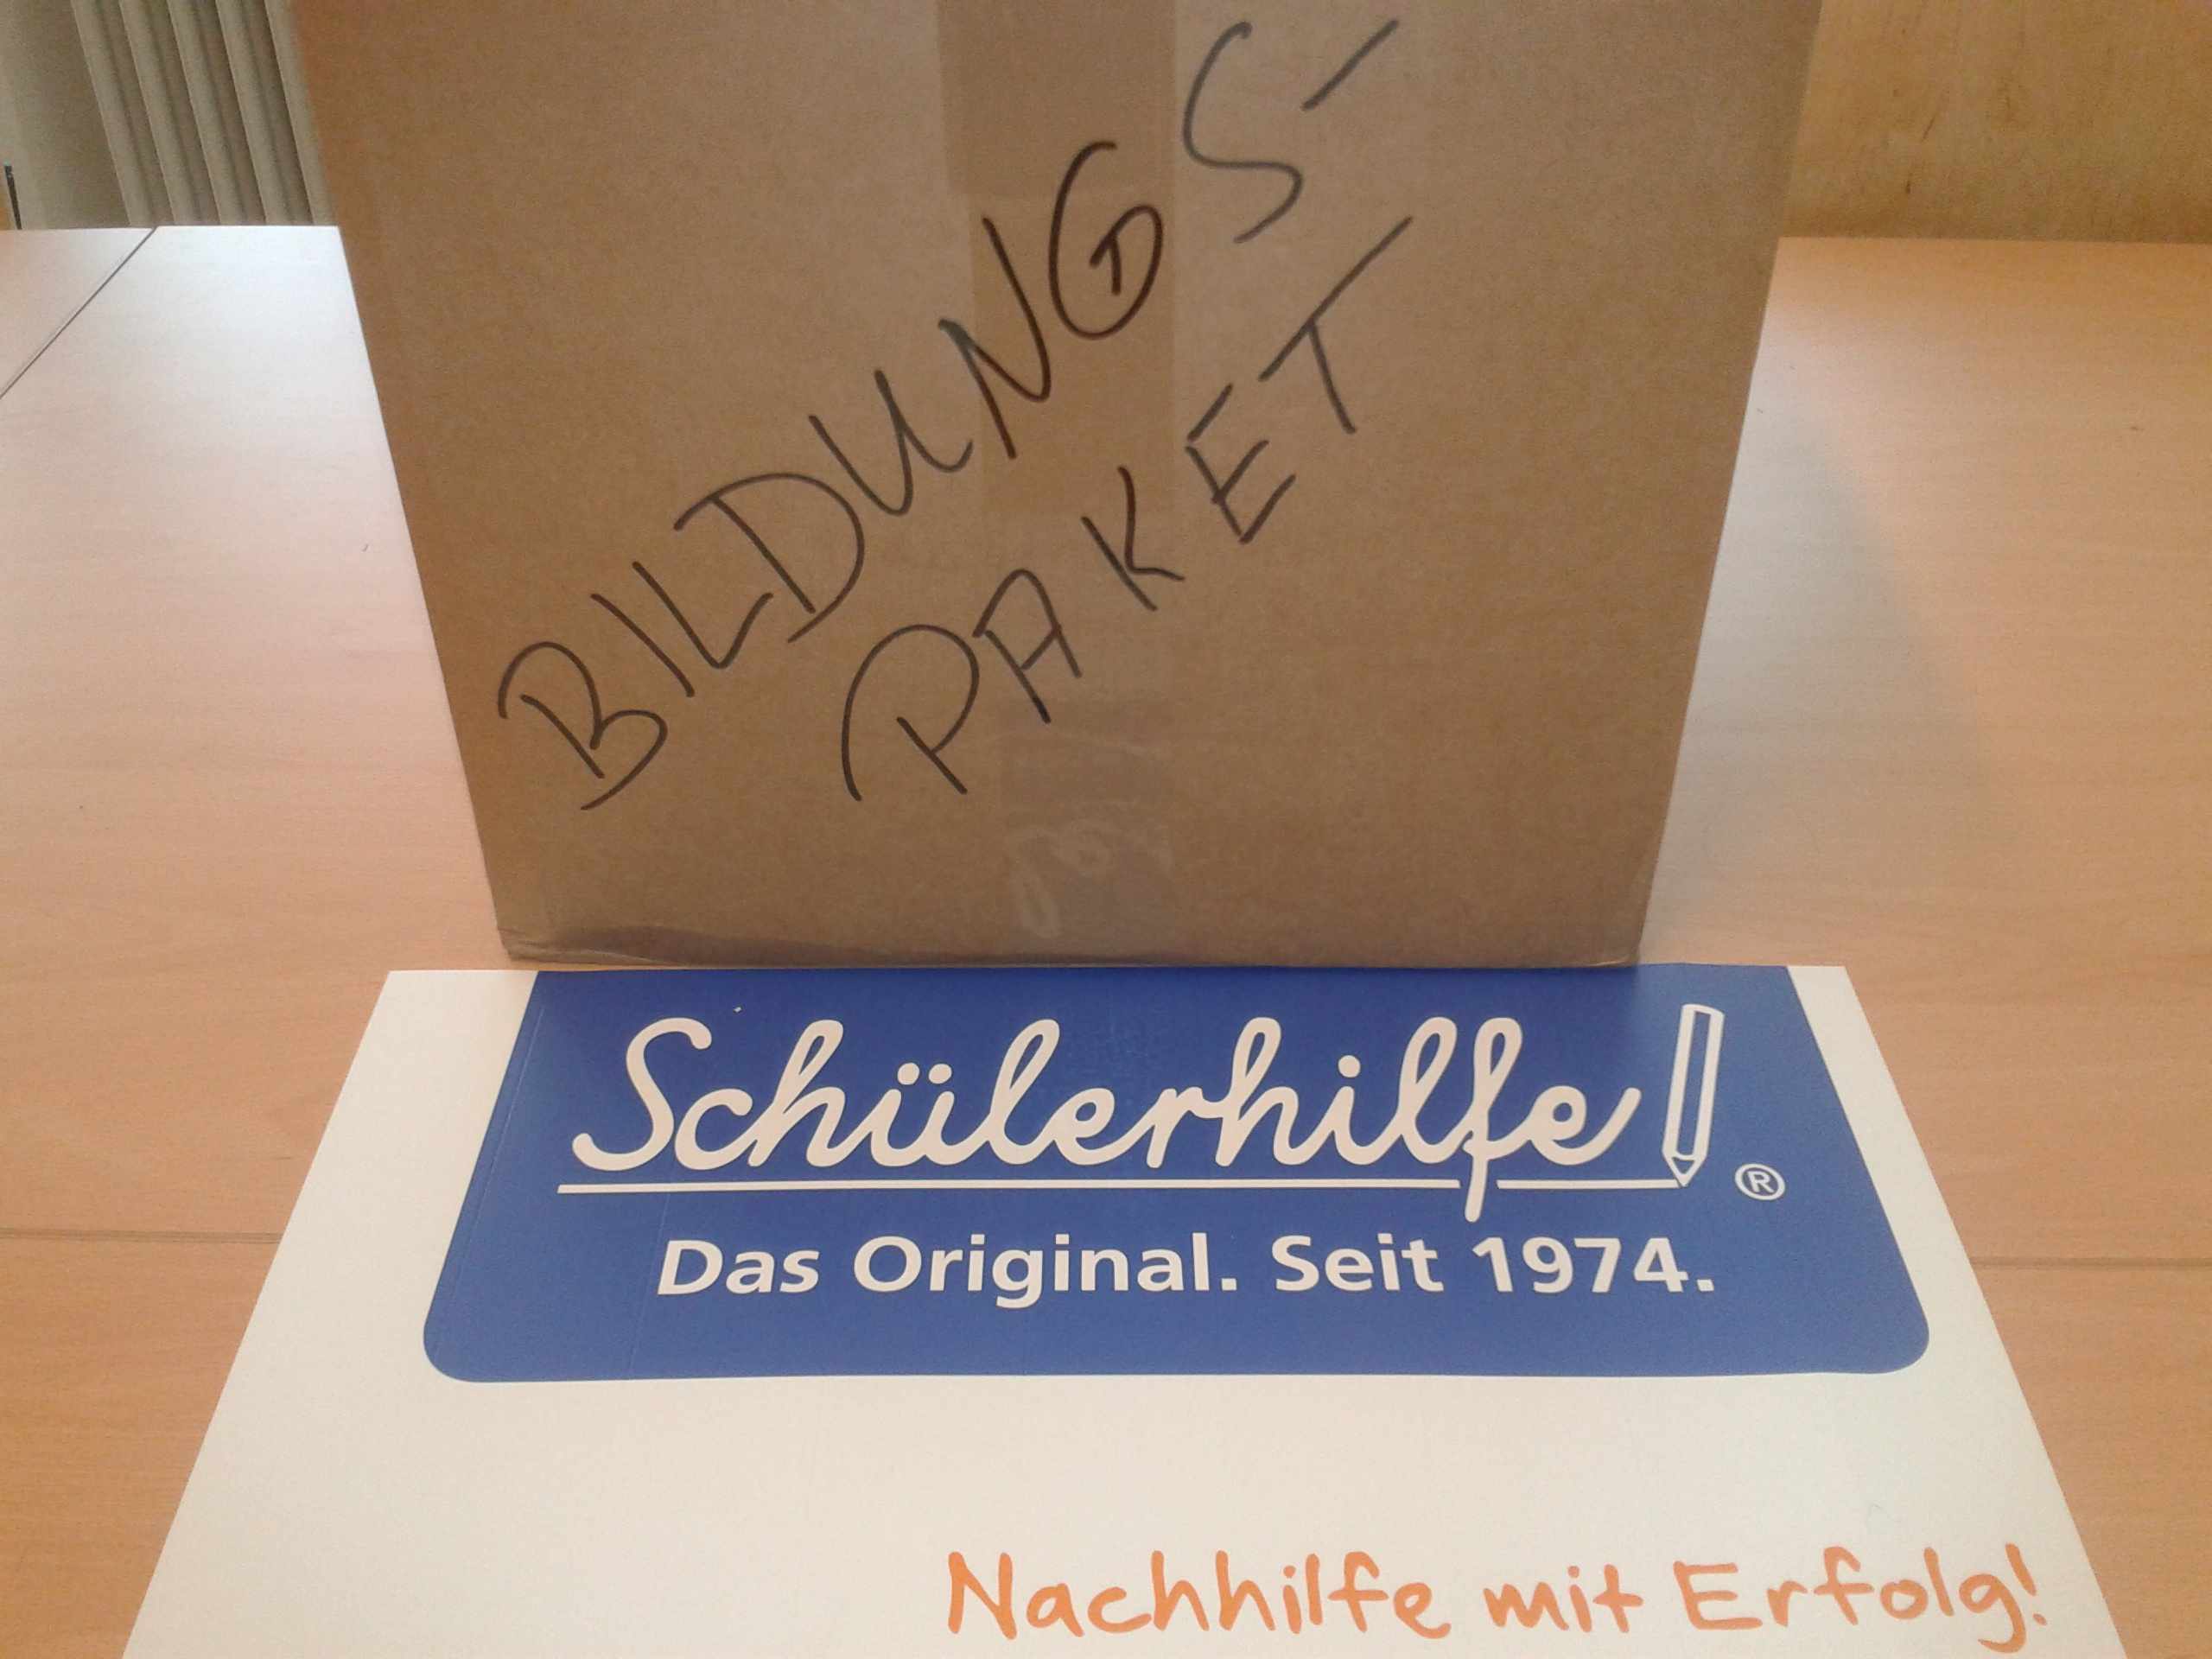 BILDUNGS-
PAKET
Schülerhilfe!®
Das Original. Seit 1974.
Nachhilfe mit Erfolg!